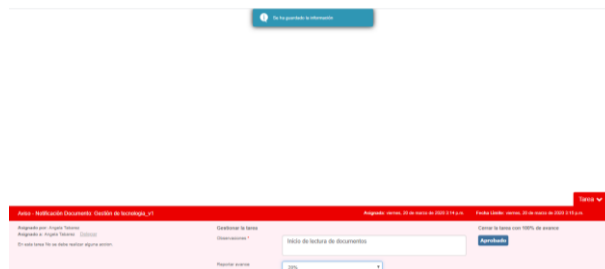 Se ha guardado la información
Tarea
Aviso - Notificación Documento: Gestión de tecnología_v1
Asignado: viernes, 20 de marzo de 2020 3:14 p.m.
Fecha Límite: viernes, 20 de marzo de 2020 3:15 p.m.
Asignado por: Angela Tabares
Gestionar la tarea
Cerrar la tarea con 100% de avance
Asignado a: Angela Tabares
Observaciones *
Inicio de lectura de documentos
Aprobado
En esta tarea NO se debe realizar alguna acción.
Reportar avance
20%